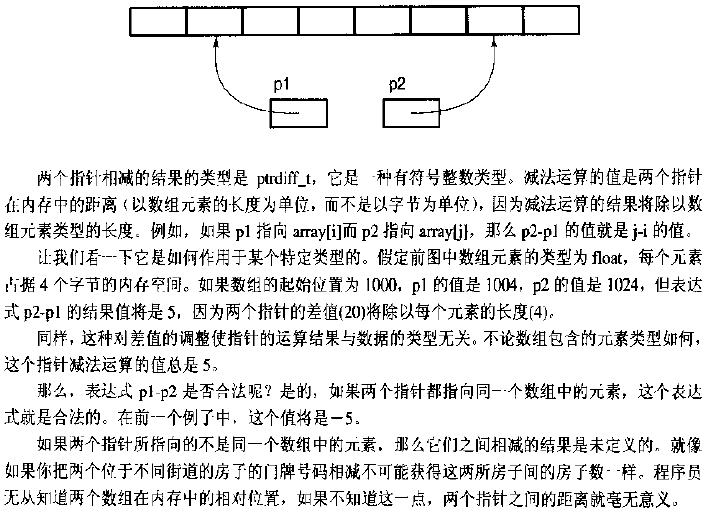 p1 p2
两个指针相减的结果的类型是 ptrdiff_t，它是一种有符号整数类型。减法运算的值是两个指针
在内存中的距离（以数组元素的长度为单位，而不是以字节为单位），因为减法运算的结果将除以数
组元素类型的长度。例如，如果 p1 指向 array[i]而 p2 指向 array[j]，那么 p2-p1 的值就是 j-i 的值。
让我们看一下它是如何作用于某个特定类型的。假定前图中数组元素的类型为 float，每个元素
占据 4 个字节的内存空间。如果数组的起始位置为 1000，p1 的值是 1004，p2 的值是 1024，但表达
式 p2-p1 的结果值将是 5，因为两个指针的差值(20)将除以每个元素的长度(4)。
同样，这种对差值的调整使指针的运算结果与数据的类型无关。不论数组包含的元素类型如何，
这个指针减法运算的值总是 5。
那么，表达式 p1-p2 是否合法呢？是的，如果两个指针都指向同一个数组中的元素，这个表达
式就是合法的。在前一个例子中，这个值将是－5。
如果两个指针所指向的不是同一个数组中的元素，那么它们之间相减的结果是未定义的。就像
如果你把两个位于不同街道的房子的门牌号码相减不可能获得这两所房子间的房子数一样。程序员
无从知道两个数组在内存中的相对位置，如果不知道这一点，两个指针之间的距离就毫无意义。